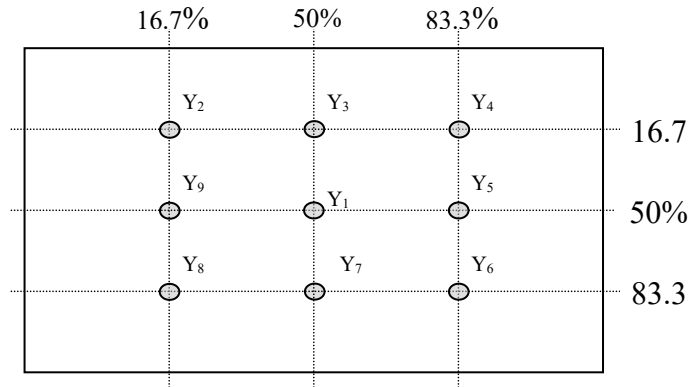 16.7% 50% 83.3%
Y₂ Y₃ Y₄ 
16.7
Y₉ Y₁ Y₅
50%
Y₈ Y₇ Y₆
83.3